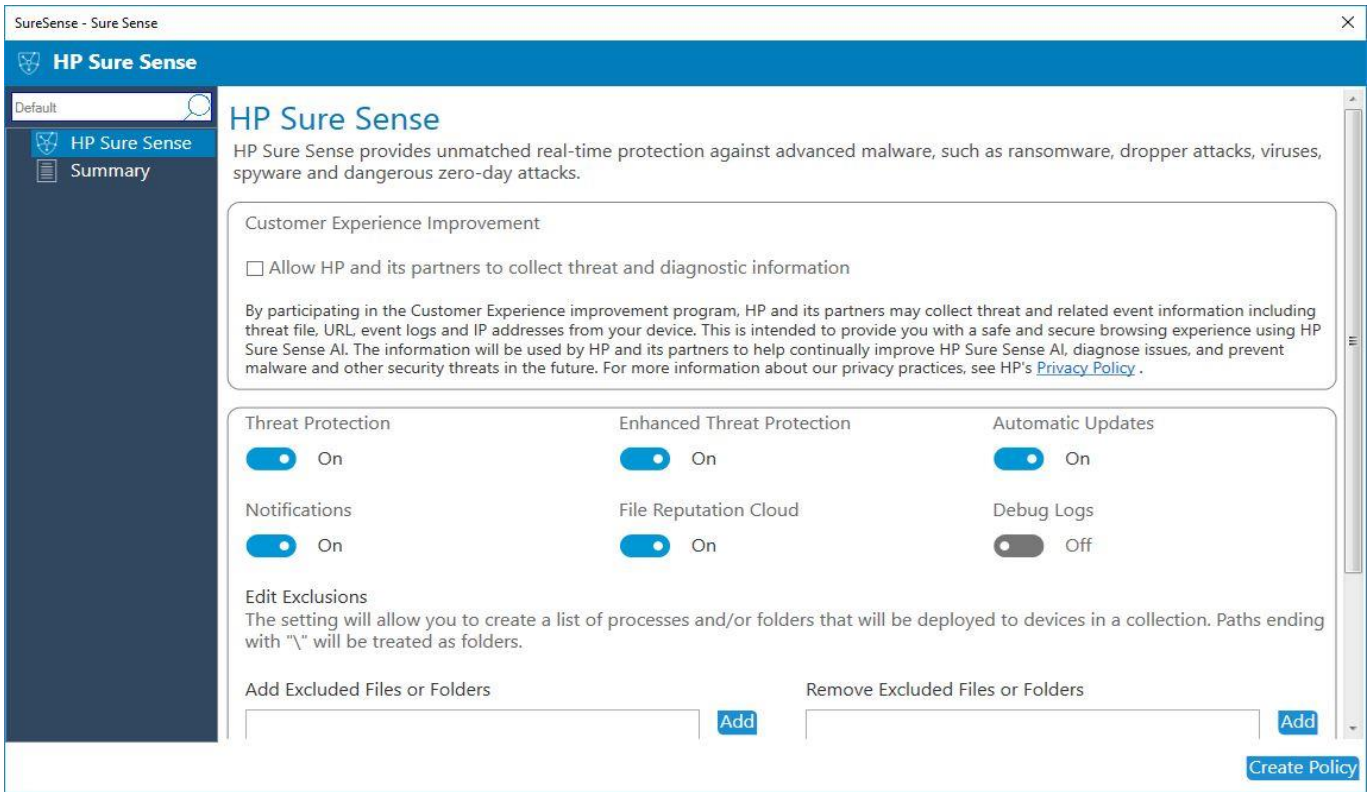 SureSense - Sure Sense
HP Sure Sense
Default
HP Sure Sense
Summary
HP Sure Sense
HP Sure Sense provides unmatched real-time protection against advanced malware, such as ransomware, dropper attacks, viruses,
spyware and dangerous zero-day attacks.
Customer Experience Improvement
Allow HP and its partners to collect threat and diagnostic information
By participating in the Customer Experience improvement program, HP and its partners may collect threat and related event information including
threat file, URL, event logs and IP addresses from your device. This is intended to provide you with a safe and secure browsing experience using HP
Sure Sense AI. The information will be used by HP and its partners to help continually improve HP Sure Sense AI, diagnose issues, and prevent
malware and other security threats in the future. For more information about our privacy practices, see HP's Privacy Policy .
Threat Protection Enhanced Threat Protection Automatic Updates
On On On
Notifications File Reputation Cloud Debug Logs
On On Off
Edit Exclusions
The setting will allow you to create a list of processes and/or folders that will be deployed to devices in a collection. Paths ending
with "\" will be treated as folders.
Add Excluded Files or Folders Remove Excluded Files or Folders
Add Add
Create Policy